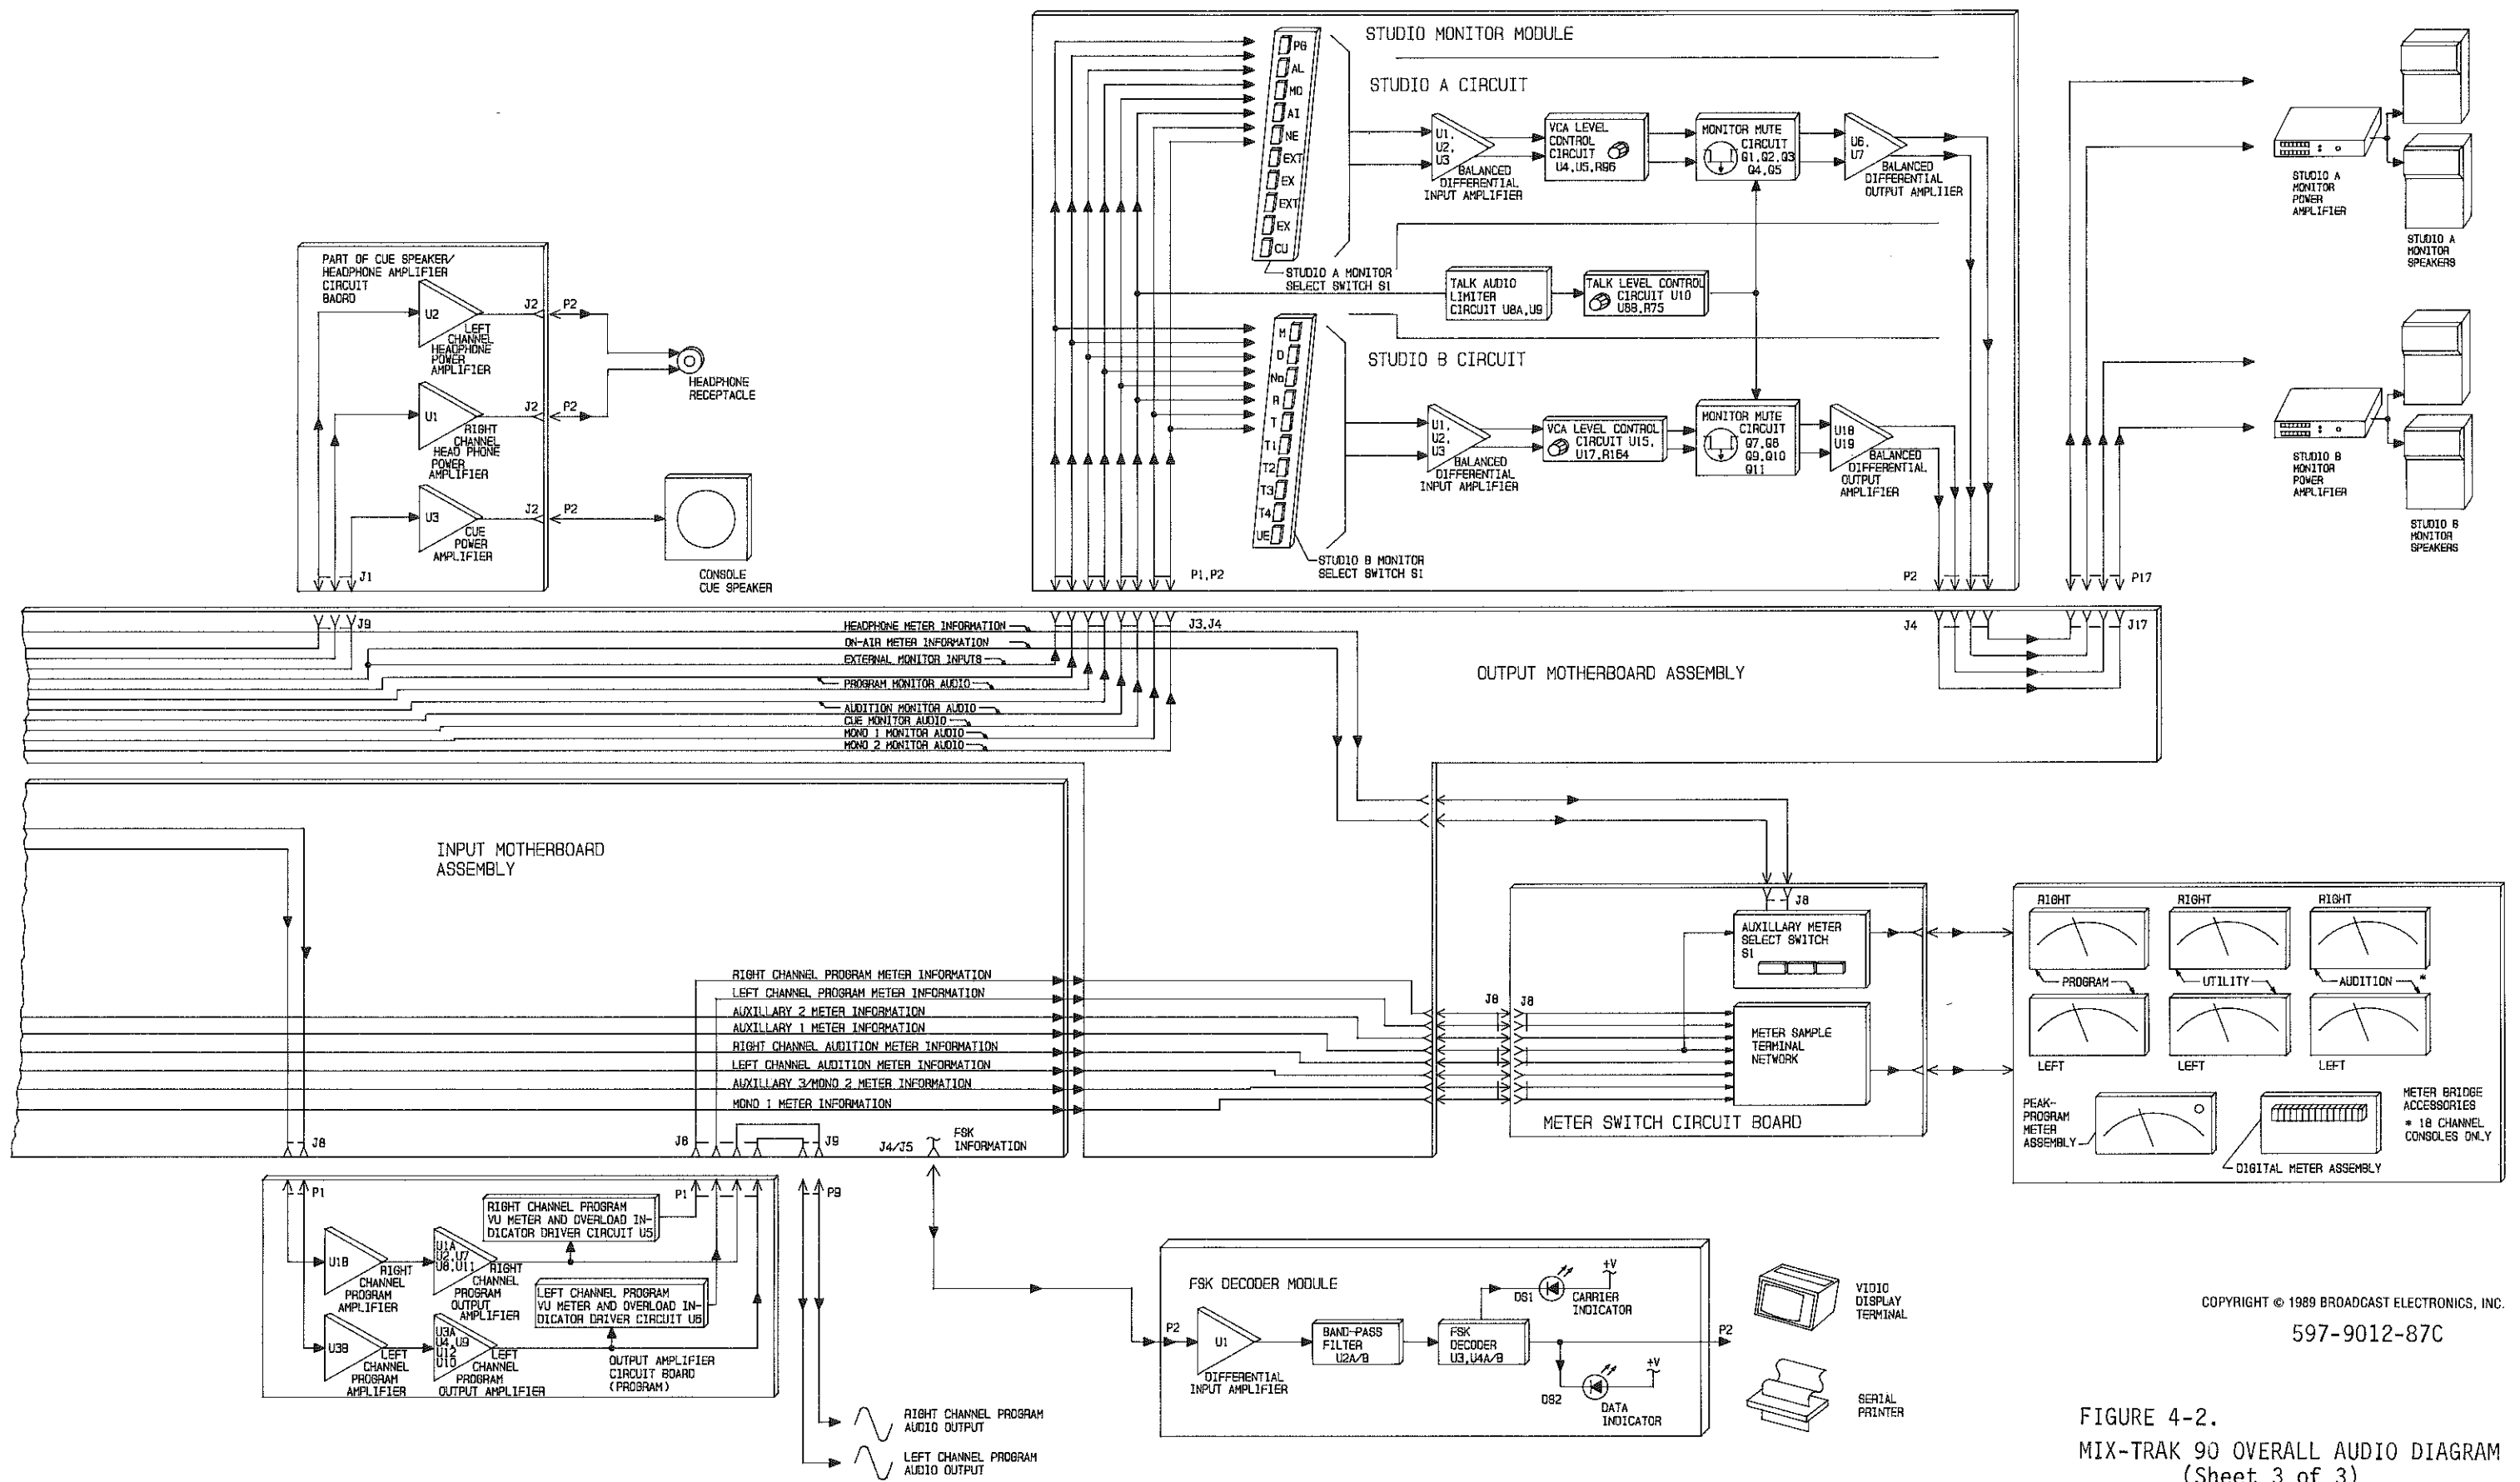 STUDIO MONITOR MODULE
STUDIO A CIRCUIT
PG
AL
MO
AI
NE
EXT
EX
EXT
EX
CU
STUDIO A MONITOR
SELECT SWITCH S1
U1,
U2,
U3
BALANCED
DIFFERENTIAL
INPUT AMPLIFIER
VCA LEVEL
CONTROL
CIRCUIT
U4,U5,R96
MONITOR MUTE
CIRCUIT
Q1,Q2,Q3
Q4,Q5
U6,
U7
BALANCED
DIFFERENTIAL
OUTPUT AMPLIIER
TALK AUDIO
LIMITER
CIRCUIT U8A,U9
TALK LEVEL CONTROL
CIRCUIT U10
U8B,R75
STUDIO B CIRCUIT
M
D
No
R
T
T1
T2
T3
T4
UE
STUDIO B MONITOR
SELECT SWITCH S1
U1,
U2,
U3
BALANCED
DIFFERENTIAL
INPUT AMPLIFIER
VCA LEVEL CONTROL
CIRCUIT U15,
U17,R164
MONITOR MUTE
CIRCUIT
Q7,Q8
Q9,Q10
Q11
U18
U19
BALANCED
DIFFERENTIAL
OUTPUT
AMPLIFIER
P1,P2
P2
P17
STUDIO A
MONITOR
POWER
AMPLIFIER
STUDIO A
MONITOR
SPEAKERS
STUDIO B
MONITOR
POWER
AMPLIFIER
STUDIO B
MONITOR
SPEAKERS
PART OF CUE SPEAKER/
HEADPHONE AMPLIFIER
CIRCUIT
BAORD
U2
LEFT
CHANNEL
HEADPHONE
POWER
AMPLIFIER
J2
P2
U1
RIGHT
CHANNEL
HEAD PHONE
POWER
AMPLIFIER
J2
P2
HEADPHONE
RECEPTACLE
U3
CUE
POWER
AMPLIFIER
J2
P2
J1
CONSOLE
CUE SPEAKER
J9
HEADPHONE METER INFORMATION
ON-AIR METER INFORMATION
EXTERNAL MONITOR INPUTS
PROGRAM MONITOR AUDIO
AUDITION MONITOR AUDIO
CUE MONITOR AUDIO
MONO 1 MONITOR AUDIO
MONO 2 MONITOR AUDIO
J3,J4
OUTPUT MOTHERBOARD ASSEMBLY
J4
J17
INPUT MOTHERBOARD
ASSEMBLY
RIGHT CHANNEL PROGRAM METER INFORMATION
LEFT CHANNEL PROGRAM METER INFORMATION
AUXILLARY 2 METER INFORMATION
AUXILLARY 1 METER INFORMATION
RIGHT CHANNEL AUDITION METER INFORMATION
LEFT CHANNEL AUDITION METER INFORMATION
AUXILLARY 3/MONO 2 METER INFORMATION
MONO 1 METER INFORMATION
J8
J8
J9
J4/J5
FSK
INFORMATION
J8
J8
J8
AUXILLARY METER
SELECT SWITCH
S1
METER SAMPLE
TERMINAL
NETWORK
METER SWITCH CIRCUIT BOARD
RIGHT
RIGHT
RIGHT
PROGRAM
UTILITY
AUDITION
*
LEFT
LEFT
LEFT
PEAK-
PROGRAM
METER
ASSEMBLY
DIGITAL METER ASSEMBLY
METER BRIDGE
ACCESSORIES
* 18 CHANNEL
CONSOLES ONLY
P1
P1
P9
RIGHT CHANNEL PROGRAM
VU METER AND OVERLOAD IN-
DICATOR DRIVER CIRCUIT U5
U1B
RIGHT
CHANNEL
PROGRAM
AMPLIFIER
U1A
U2,U7
U8,U11
RIGHT
CHANNEL
PROGRAM
OUTPUT
AMPLIFIER
LEFT CHANNEL PROGRAM
VU METER AND OVERLOAD IN-
DICATOR DRIVER CIRCUIT U6
U3B
LEFT
CHANNEL
PROGRAM
AMPLIFIER
U3A
U4,U9
U12
U10
LEFT
CHANNEL
PROGRAM
OUTPUT AMPLIFIER
OUTPUT AMPLIFIER
CIRCUIT BOARD
(PROGRAM)
RIGHT CHANNEL PROGRAM
AUDIO OUTPUT
LEFT CHANNEL PROGRAM
AUDIO OUTPUT
FSK DECODER MODULE
P2
U1
DIFFERENTIAL
INPUT AMPLIFIER
BAND-PASS
FILTER
U2A/B
FSK
DECODER
U3,U4A/B
DS1
+V
CARRIER
INDICATOR
DS2
+V
DATA
INDICATOR
P2
VIDIO
DISPLAY
TERMINAL
SERIAL
PRINTER
COPYRIGHT © 1989 BROADCAST ELECTRONICS, INC.
597-9012-87C
FIGURE 4-2.
MIX-TRAK 90 OVERALL AUDIO DIAGRAM
(Sheet 3 of 3)